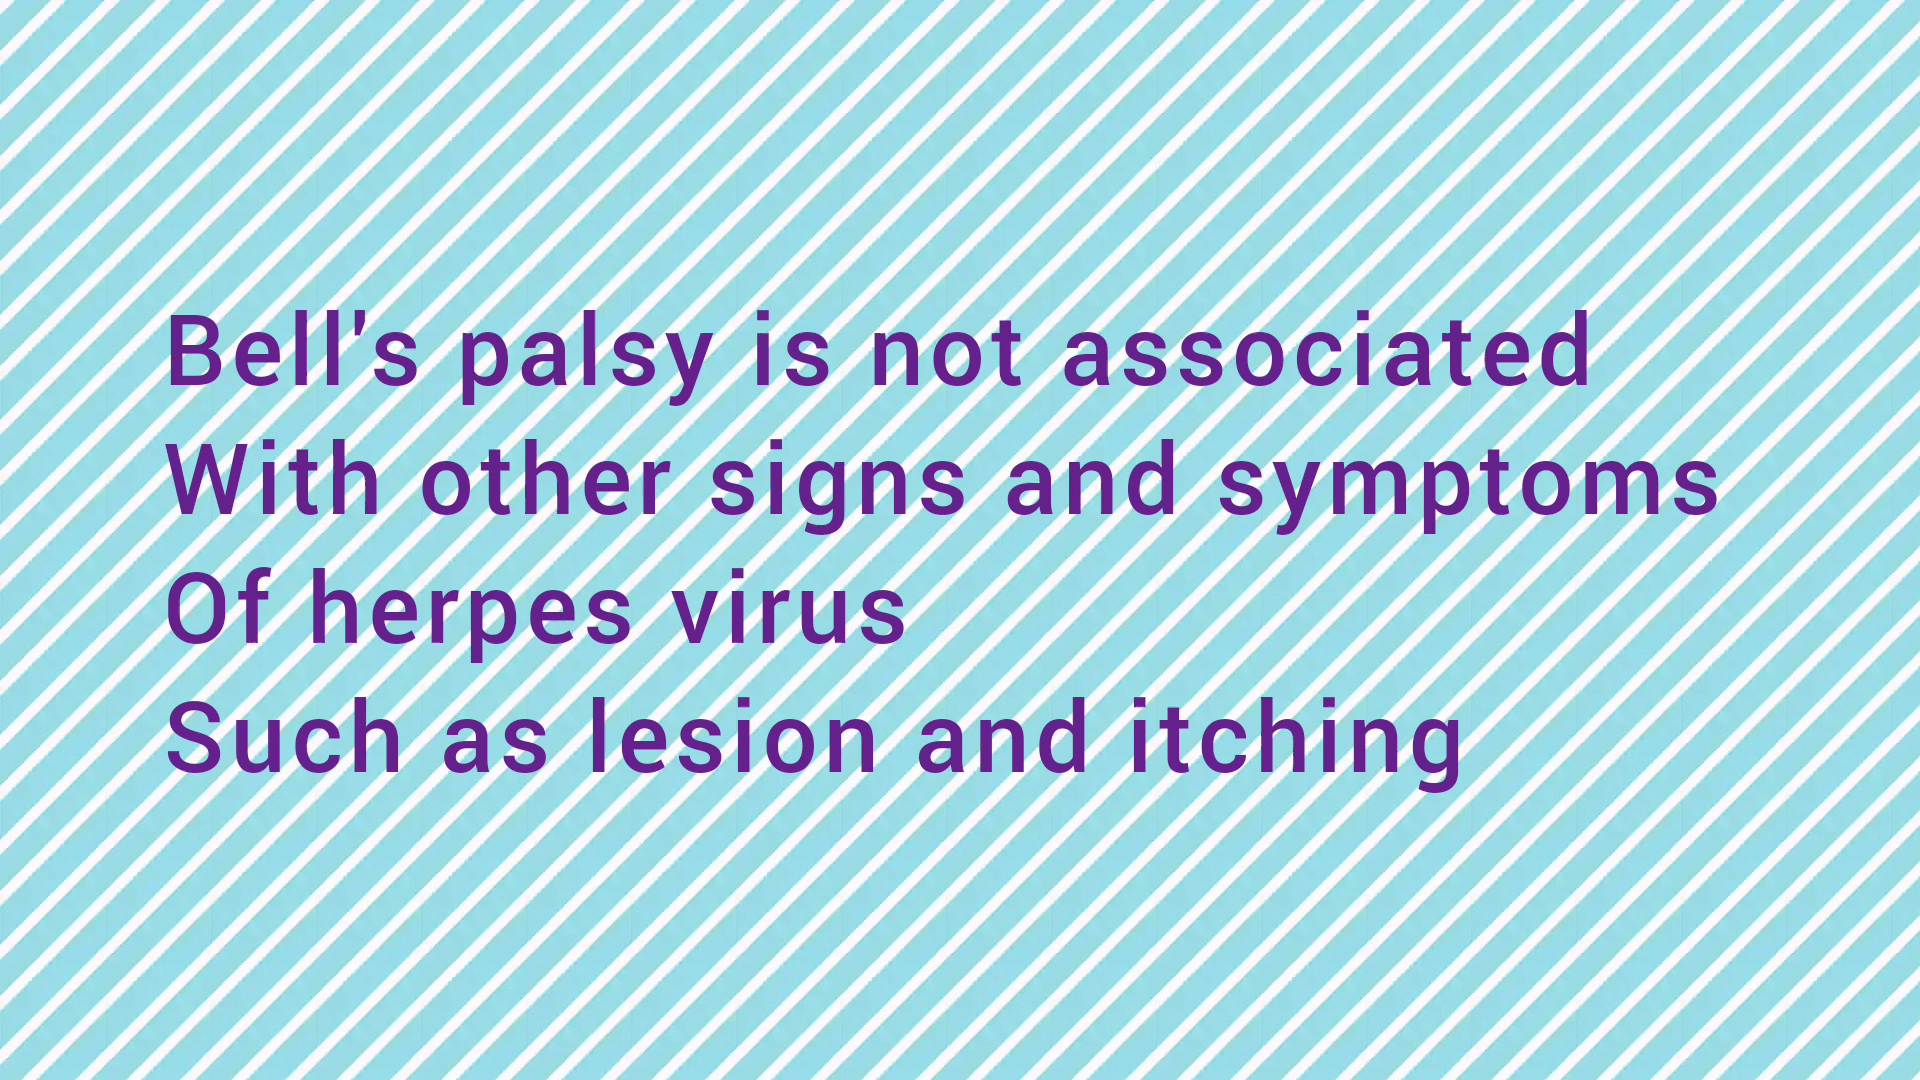 Bell's palsy is not associated
With other signs and symptoms
Of herpes virus
Such as lesion and itching